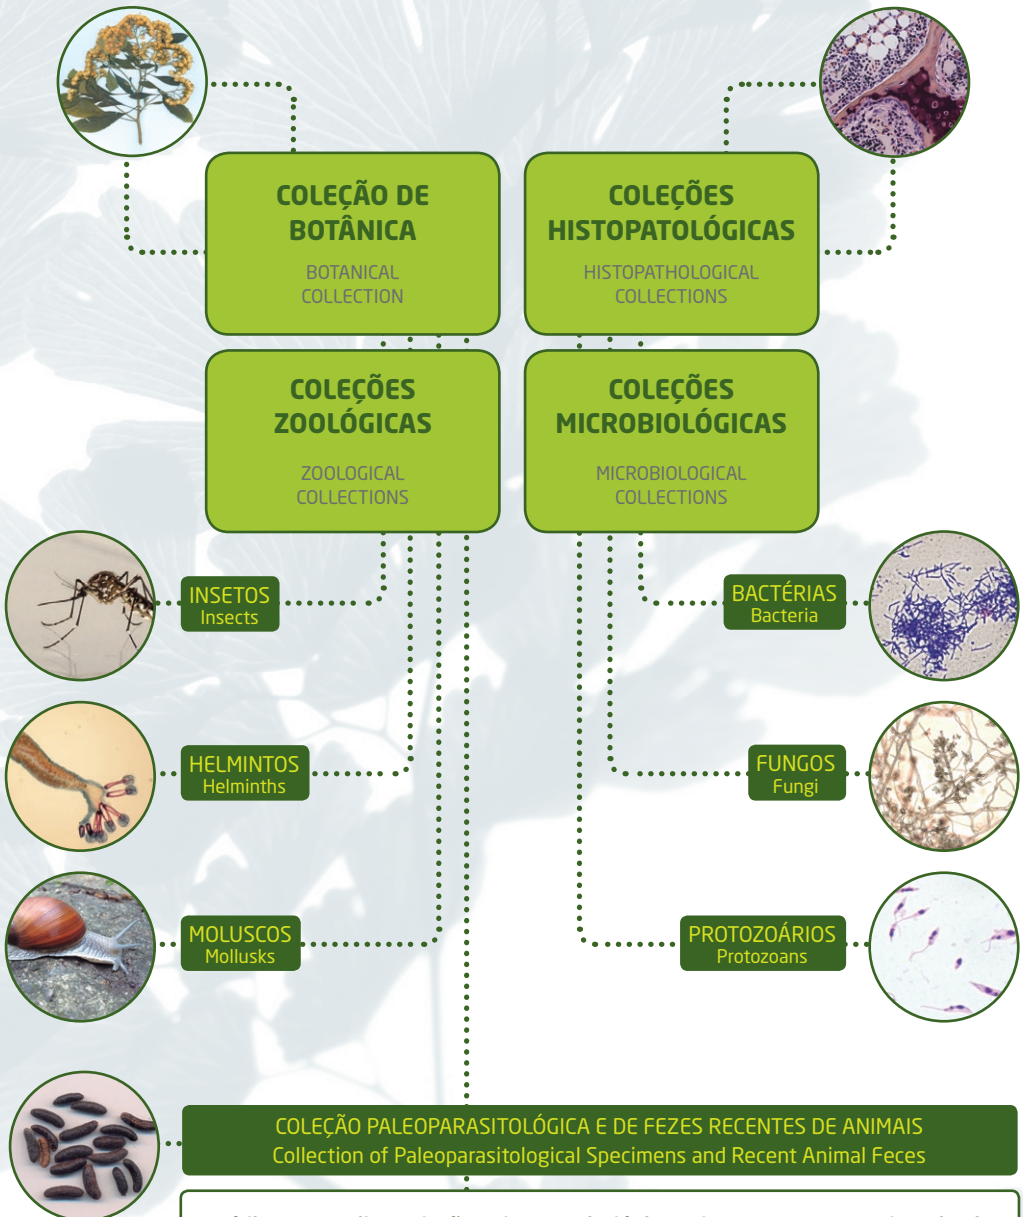 COLEÇÃO DE
BOTÂNICA
BOTANICAL
COLLECTION
COLEÇÕES
HISTOPATOLÓGICAS
HISTOPATHOLOGICAL
COLLECTIONS
COLEÇÕES
ZOOLÓGICAS
ZOOLOGICAL
COLLECTIONS
COLEÇÕES
MICROBIOLÓGICAS
MICROBIOLOGICAL
COLLECTIONS
INSETOS
Insects
BACTÉRIAS
Bacteria
HELMINTOS
Helminths
FUNGOS
Fungi
MOLUSCOS
Mollusks
PROTOZOÁRIOS
Protozoans
COLEÇÃO PALEOPARASITOLÓGICA E DE FEZES RECENTES DE ANIMAIS
Collection of Paleoparasitological Specimens and Recent Animal Feces